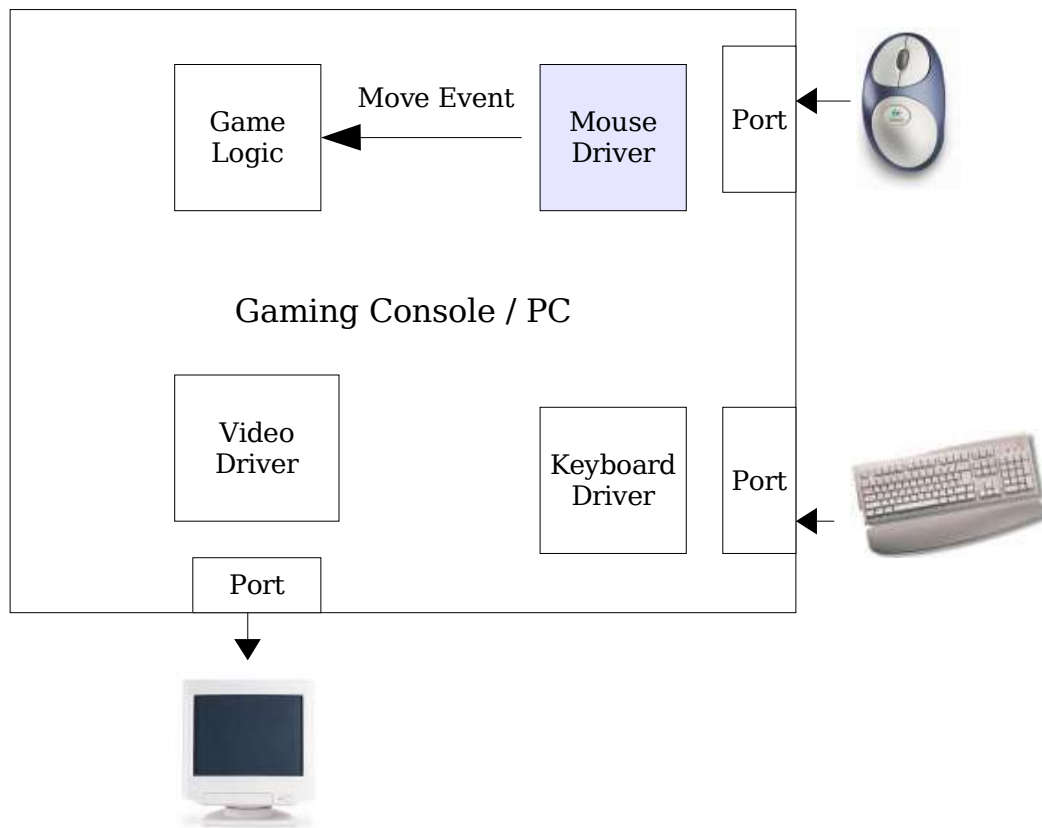 Move Event
Game
Logic
Mouse
Driver
Port
Gaming Console / PC
Video
Driver
Keyboard
Driver
Port
Port